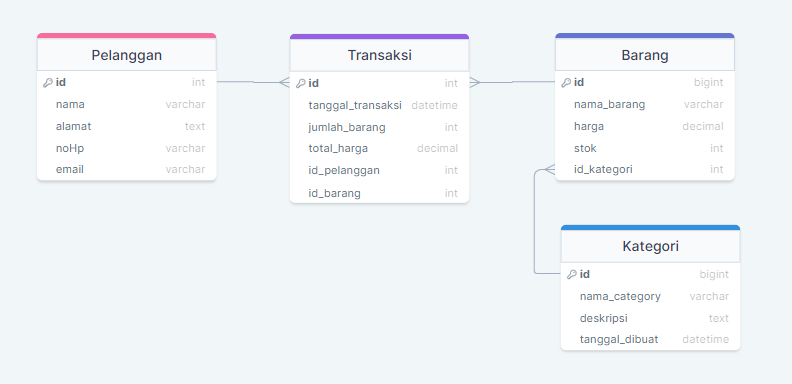 Pelanggan
id int
nama varchar
alamat text
noHp varchar
email varchar
Transaksi
id int
tanggal_transaksi datetime
jumlah_barang int
total_harga decimal
id_pelanggan int
id_barang int
Barang
id bigint
nama_barang varchar
harga decimal
stok int
id_kategori int
Kategori
id bigint
nama_category varchar
deskripsi text
tanggal_dibuat datetime